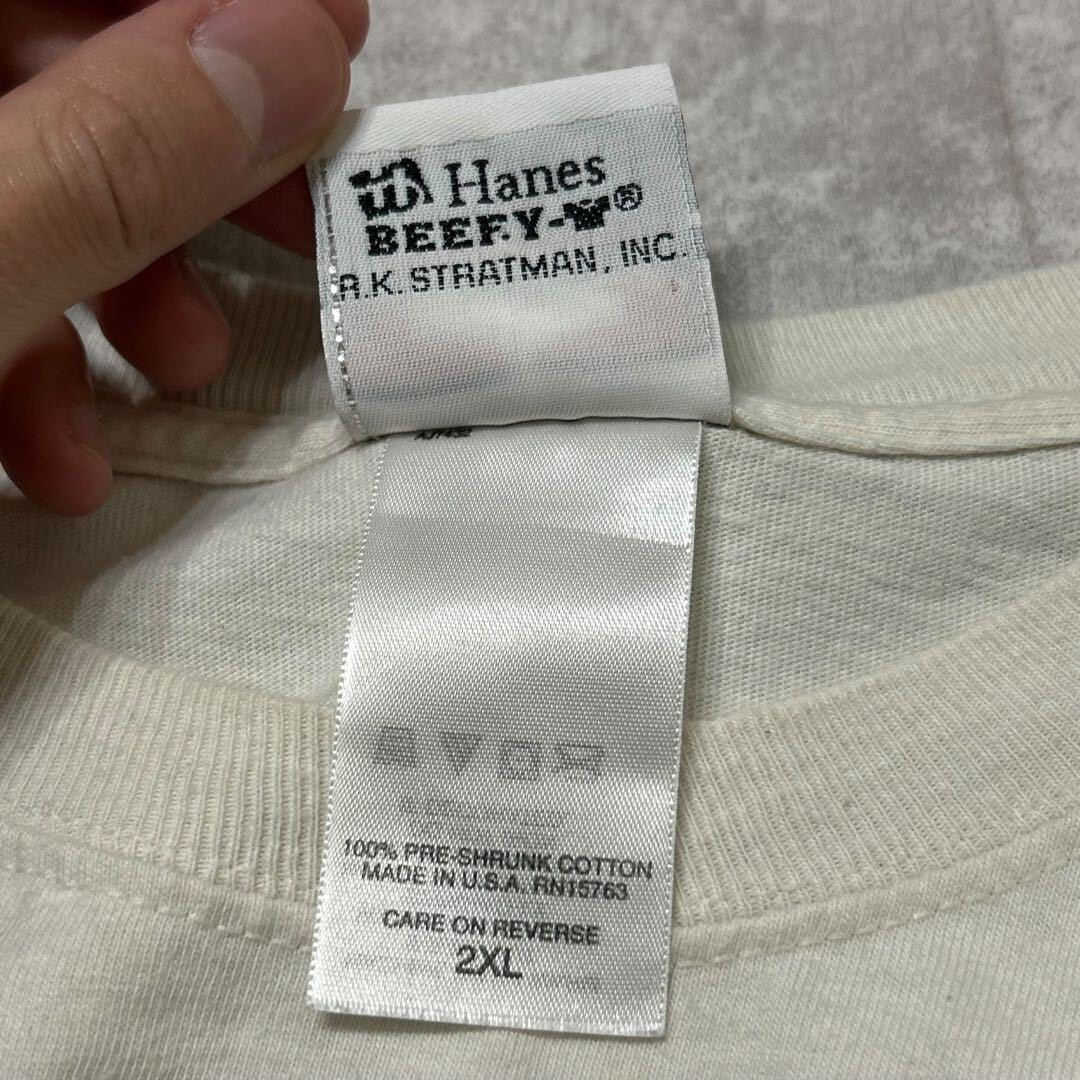 Hanes
BEEFY-T®
R.K. STRATMAN, INC.
100% PRE-SHRUNK COTTON
MADE IN U.S.A. RN15763
CARE ON REVERSE
2XL